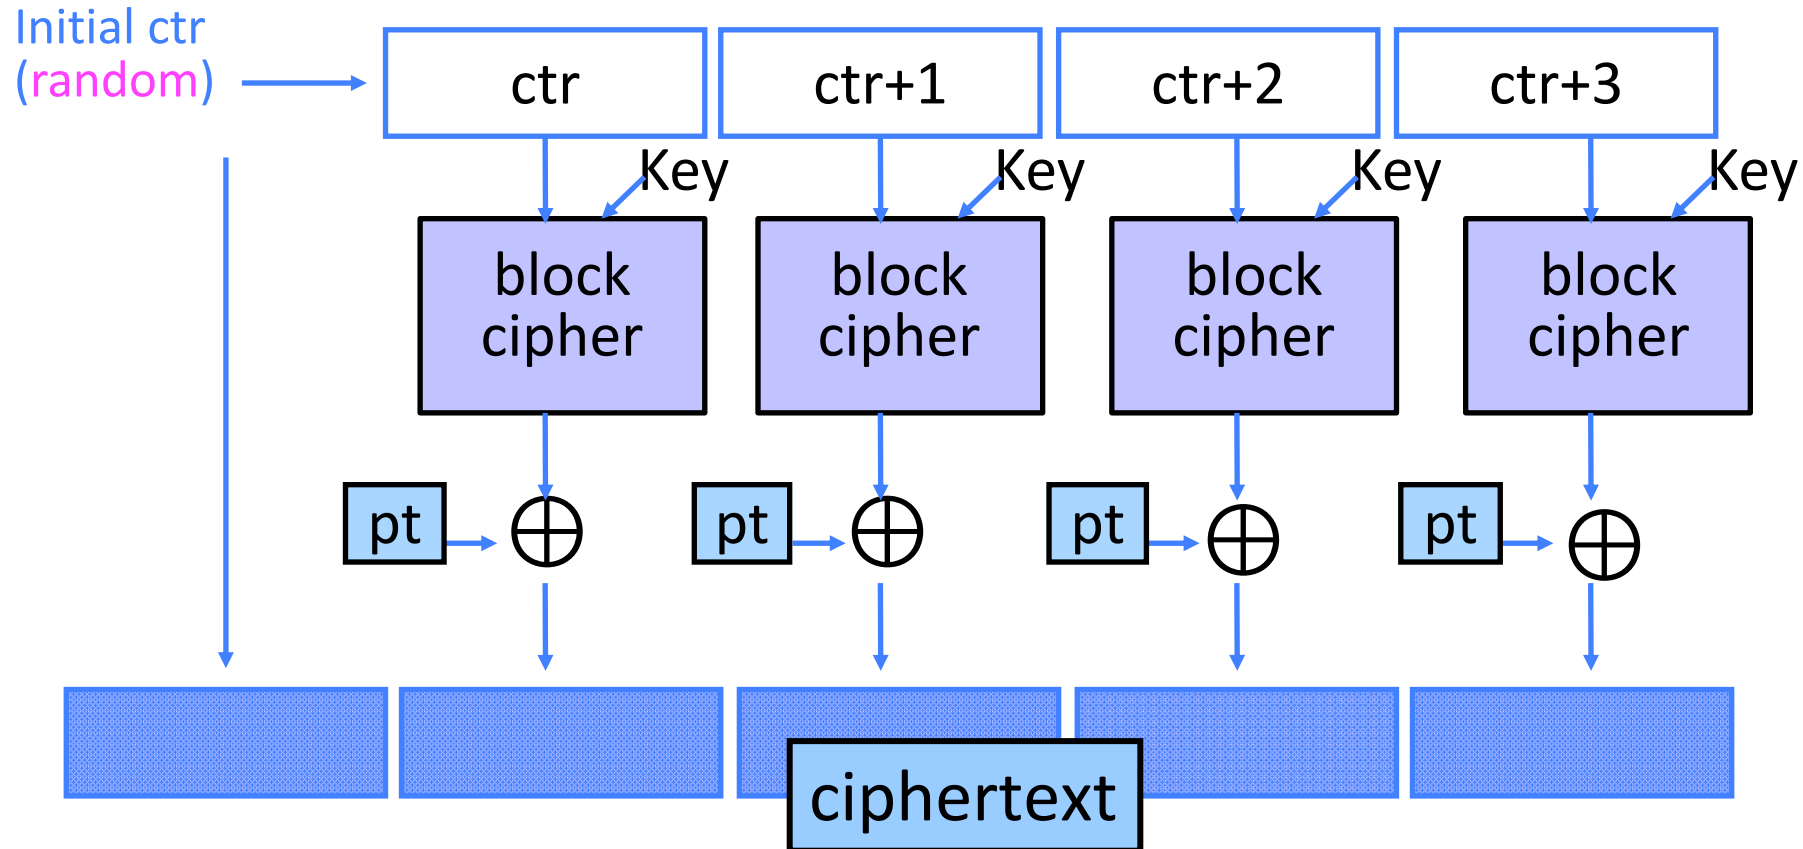 Initial ctr
(random)
ctr
ctr+1
ctr+2
ctr+3
Key
Key
Key
Key
block
cipher
block
cipher
block
cipher
block
cipher
pt
pt
pt
pt
ciphertext